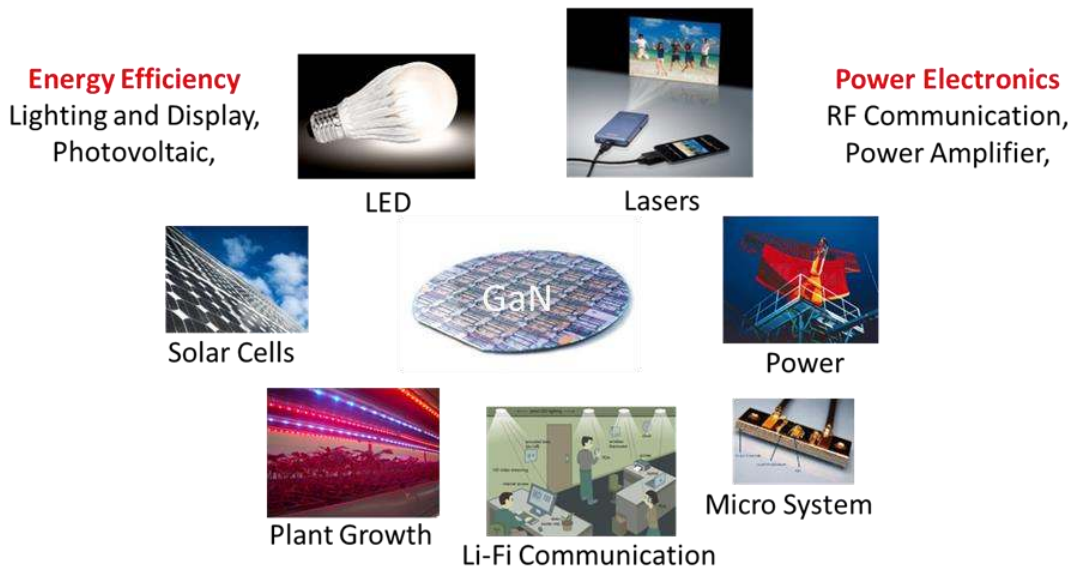 Energy Efficiency
Lighting and Display,
Photovoltaic,
Power Electronics
RF Communication,
Power Amplifier,
LED
Lasers
GaN
Solar Cells
Power
Plant Growth
Li-Fi Communication
Micro System